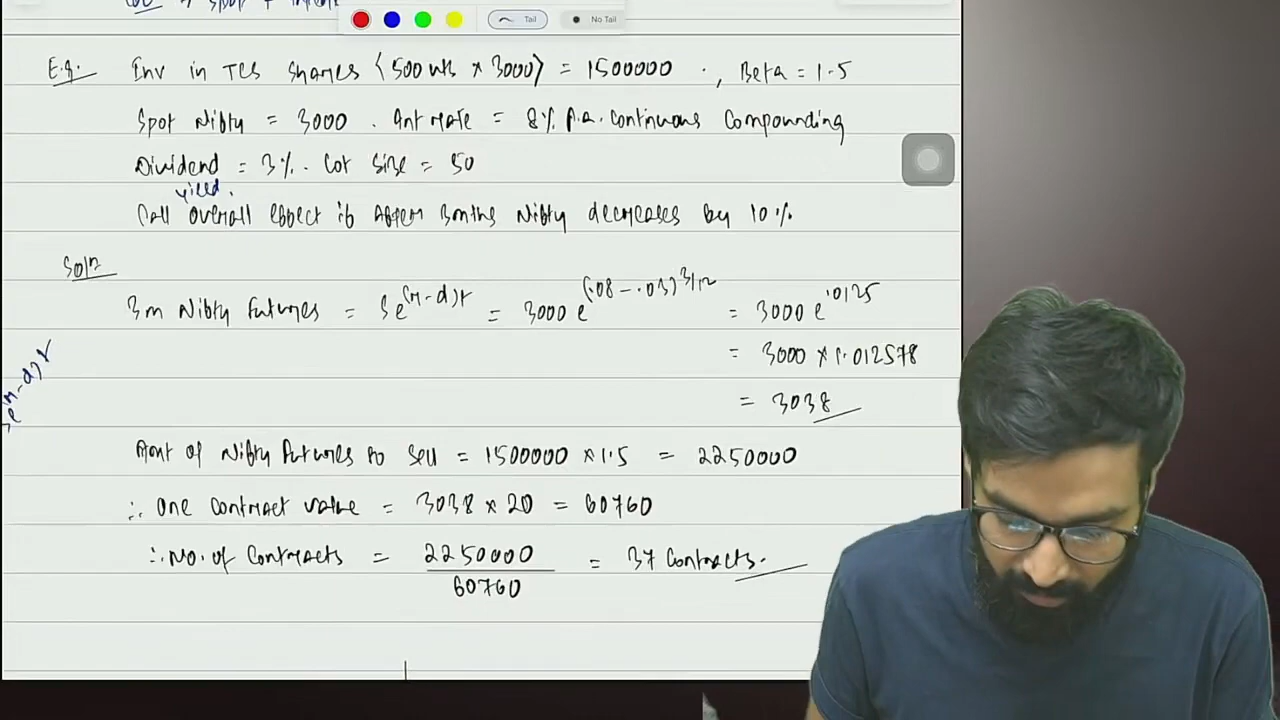 Tail No Tail
E.g. Inv in TCS Shares (500 uts × 3000) = 1500000 , Beta = 1.5
Spot Nifty = 3000 . Int rate = 8% p.a. Continuous Compounding
Dividend = 3% . Lot Size = 50
yield.
Call overall effect if After 3 months Nifty decreases by 10%
Soln
3m Nifty Futures = Se^(r-d)t = 3000 e^(.08 - .03) 3/12 = 3000 e^.0125
= 3000 × 1.012578
= 3038
Se^(r-d)t
Amt of Nifty Futures to Sell = 1500000 × 1.5 = 2250000
∴ One Contract value = 3038 × 20 = 60760
∴ No. of Contracts = 2250000 / 60760 = 37 Contracts.